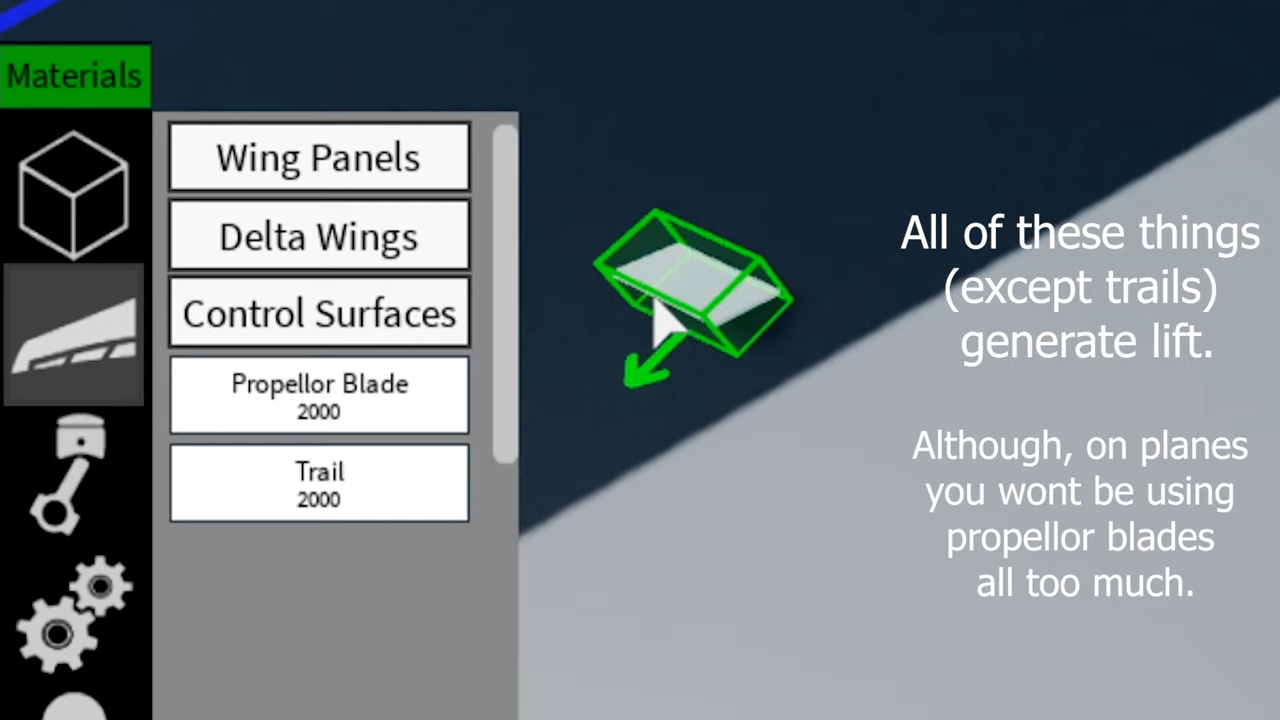 Materials
Wing Panels
Delta Wings
Control Surfaces
Propellor Blade
2000
Trail
2000
All of these things
(except trails)
generate lift.
Although, on planes
you wont be using
propellor blades
all too much.